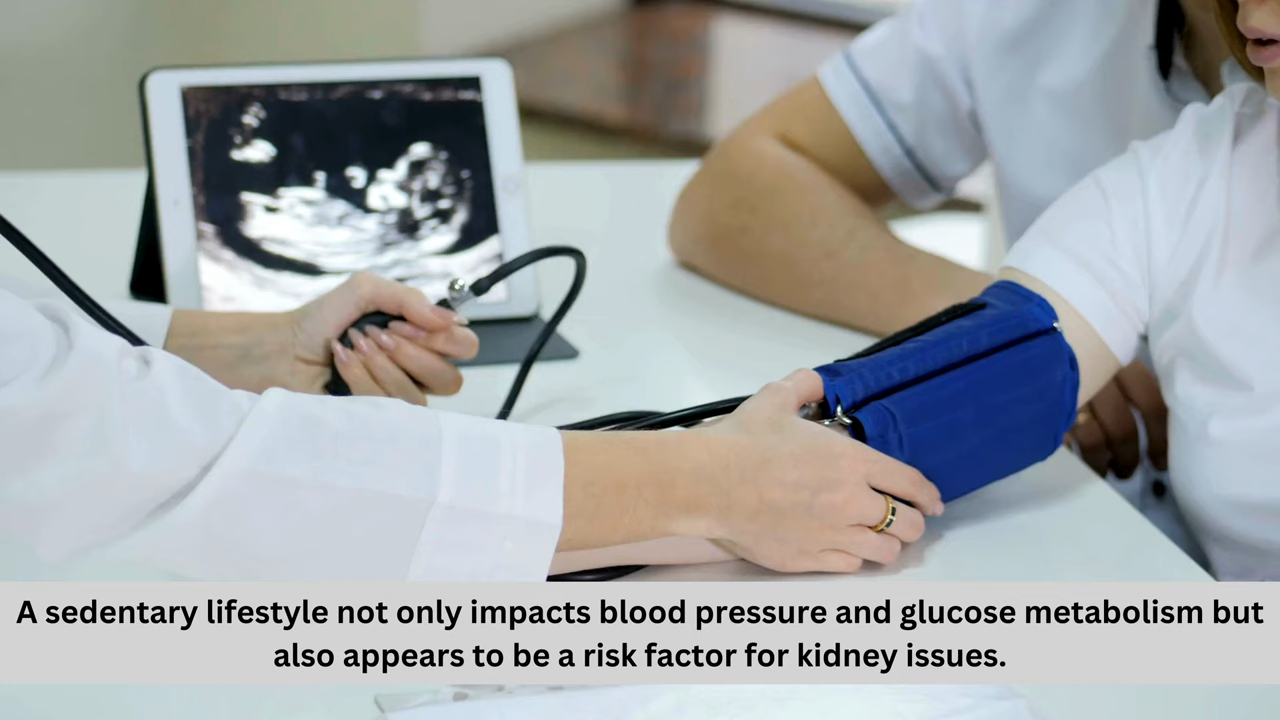 A sedentary lifestyle not only impacts blood pressure and glucose metabolism but
also appears to be a risk factor for kidney issues.